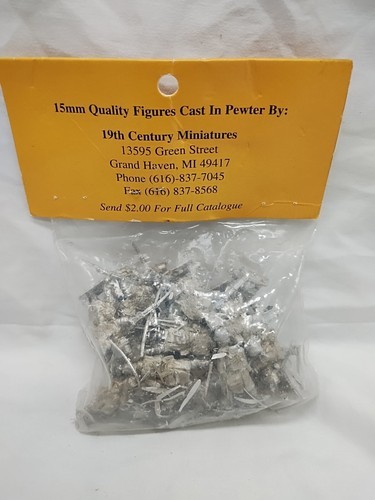 15mm Quality Figures Cast In Pewter By:
19th Century Miniatures
13595 Green Street
Grand Haven, MI 49417
Phone (616)-837-7045
Fax (616) 837-8568
Send $2.00 For Full Catalogue